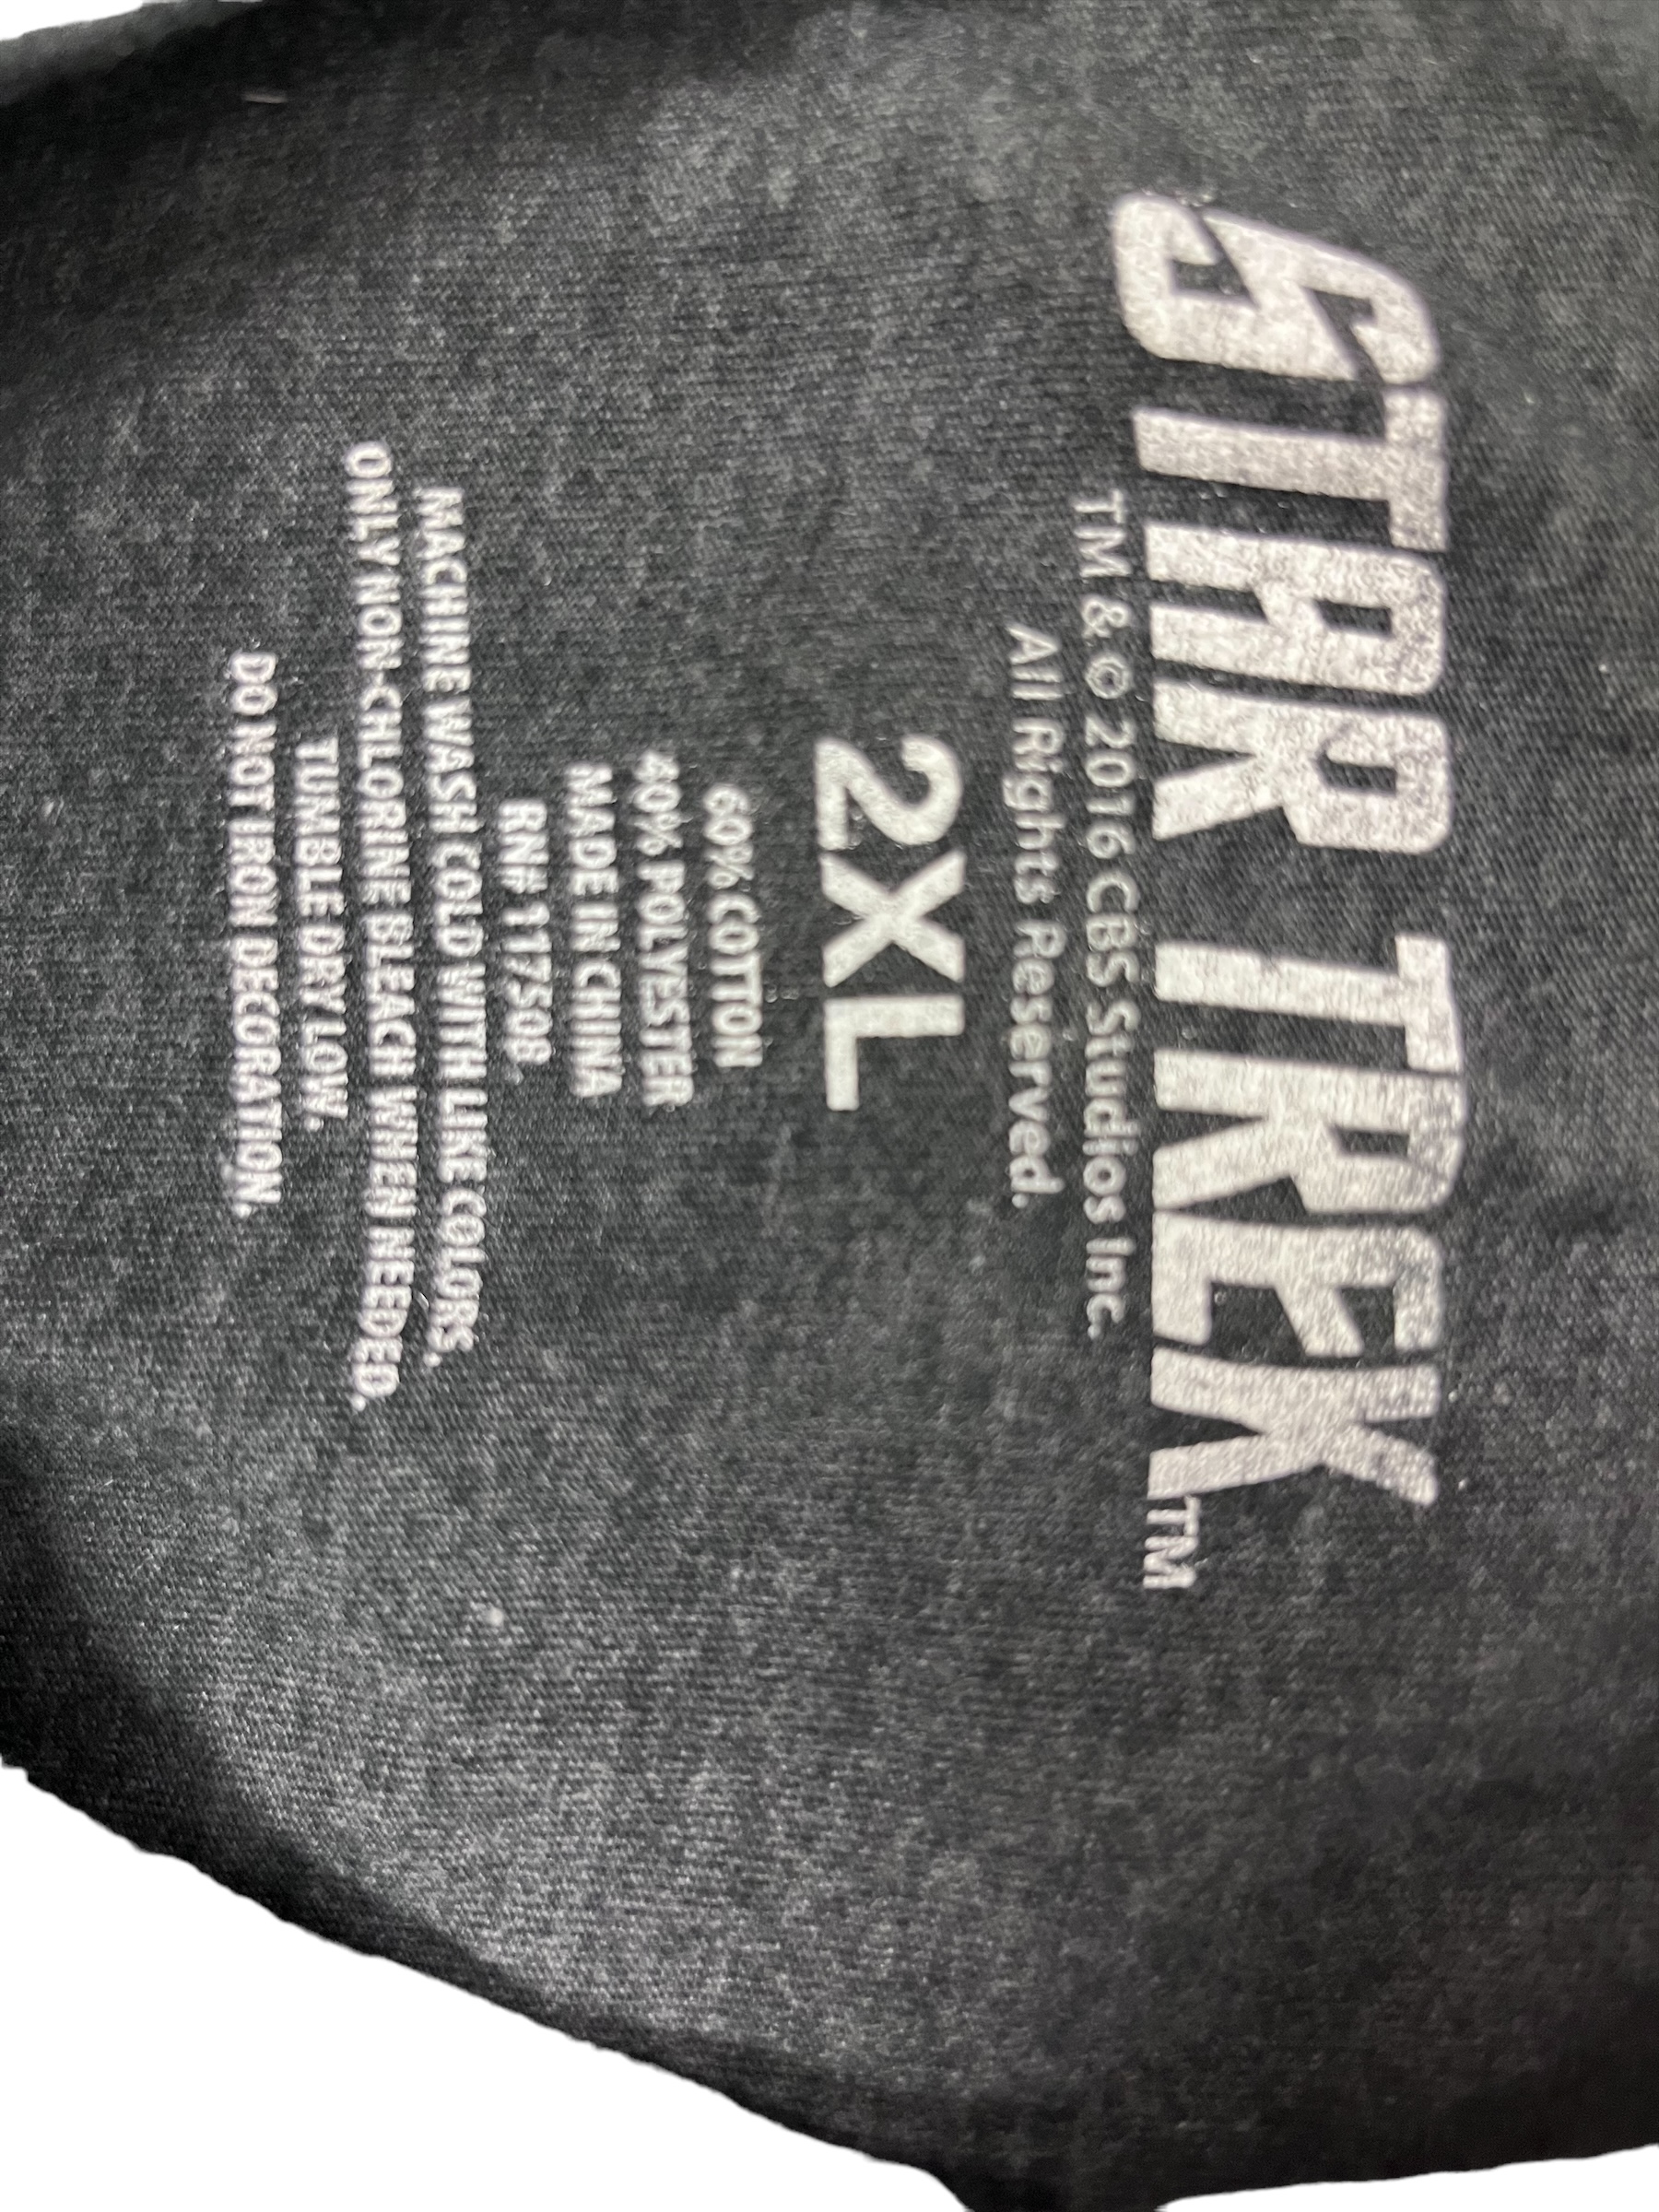 STAR TREK™
TM & © 2016 CBS Studios Inc.
All Rights Reserved.
2XL
60% COTTON
40% POLYESTER
MADE IN CHINA
RN# 117508
MACHINE WASH COLD WITH LIKE COLORS.
ONLY NON-CHLORINE BLEACH WHEN NEEDED.
TUMBLE DRY LOW.
DO NOT IRON DECORATION.